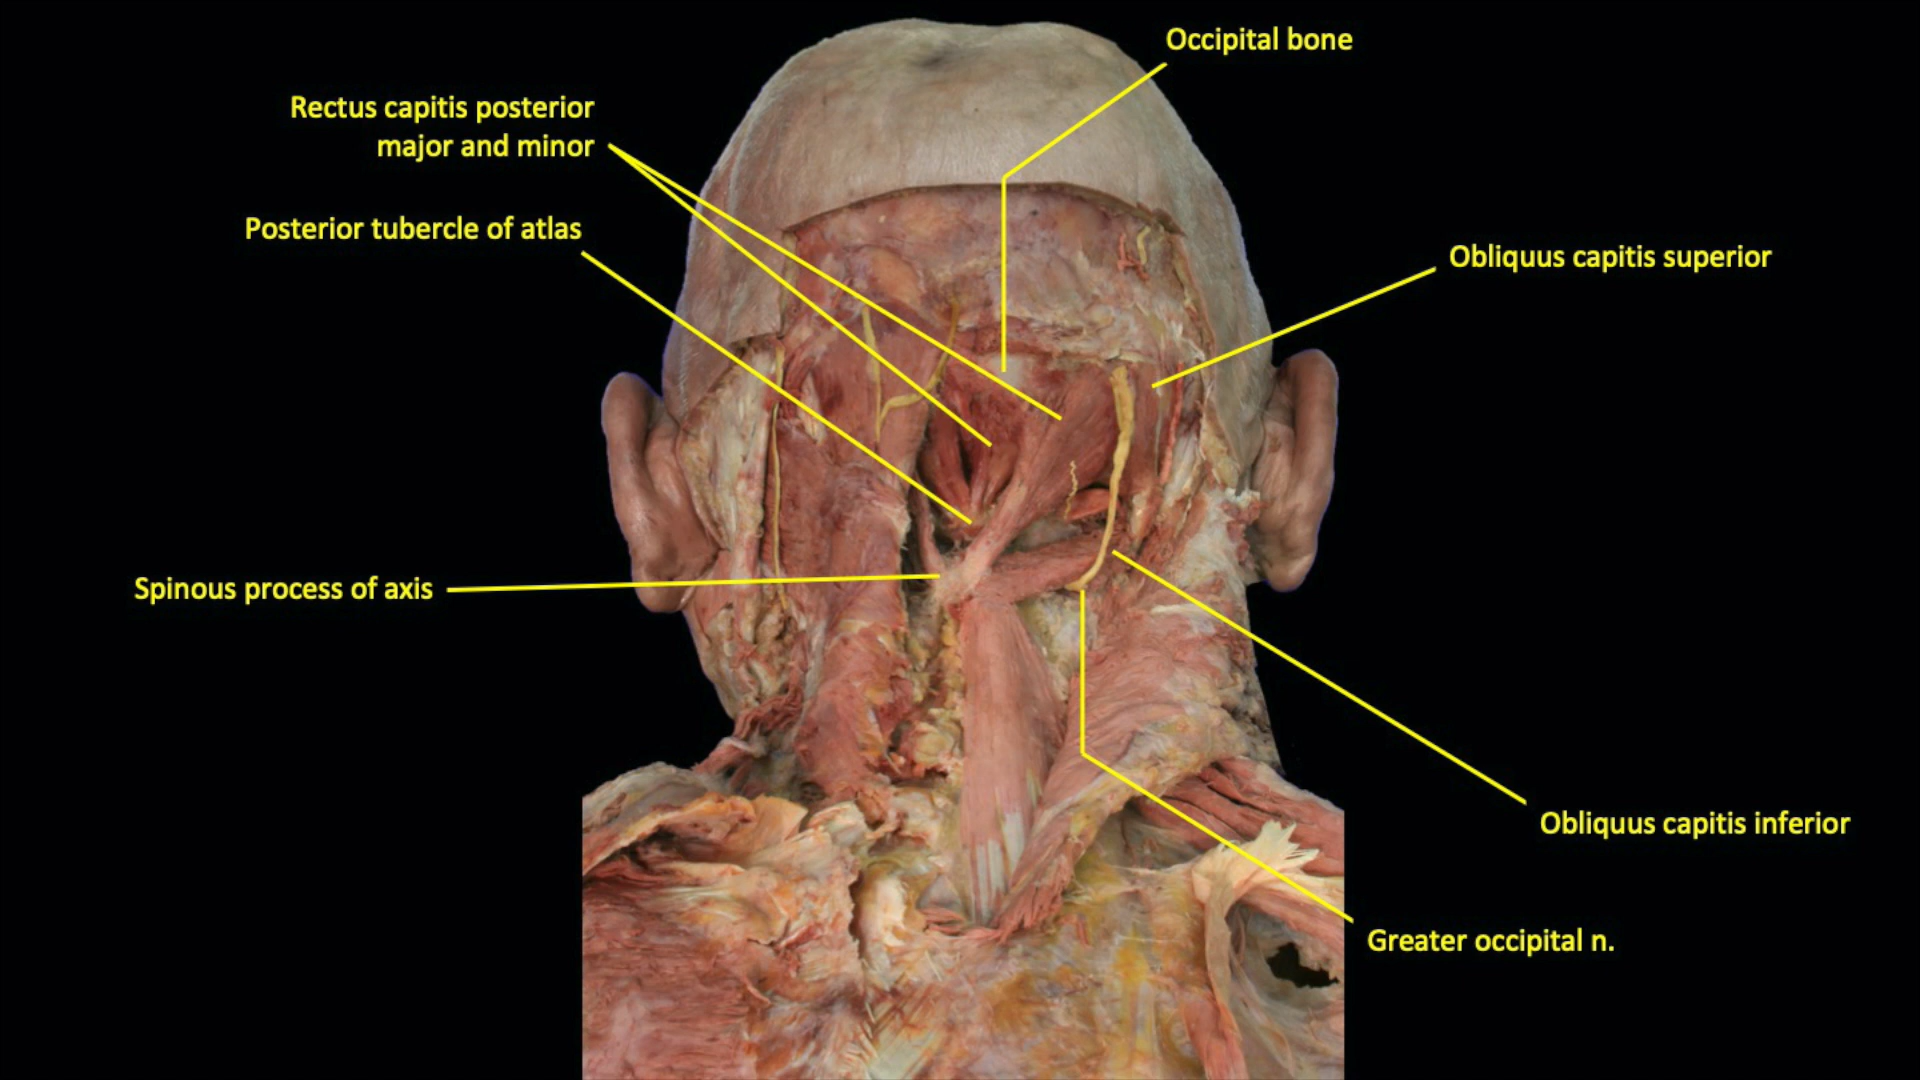 Occipital bone
Rectus capitis posterior
major and minor
Posterior tubercle of atlas
Obliquus capitis superior
Spinous process of axis
Obliquus capitis inferior
Greater occipital n.